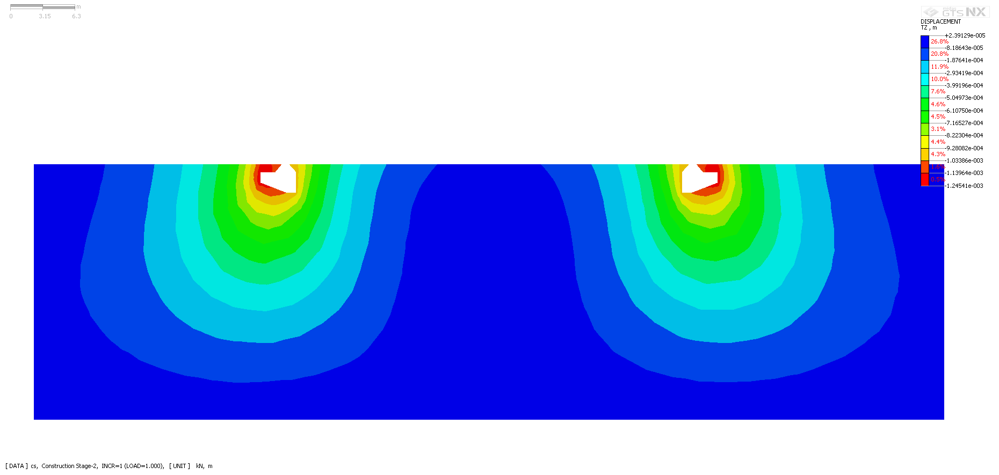 m
0 3.15 6.3
midas
GTS NX
DISPLACEMENT
TZ , m
+2.39129e-005
26.8%
-8.18643e-005
20.8%
-1.87641e-004
11.9%
-2.93419e-004
10.0%
-3.99196e-004
7.6%
-5.04973e-004
4.6%
-6.10750e-004
4.5%
-7.16527e-004
3.1%
-8.22304e-004
4.4%
-9.28082e-004
4.3%
-1.03386e-003
1.6%
-1.13964e-003
0.5%
-1.24541e-003
[ DATA ] cs, Construction Stage-2, INCR=1 (LOAD=1.000), [ UNIT ] kN, m